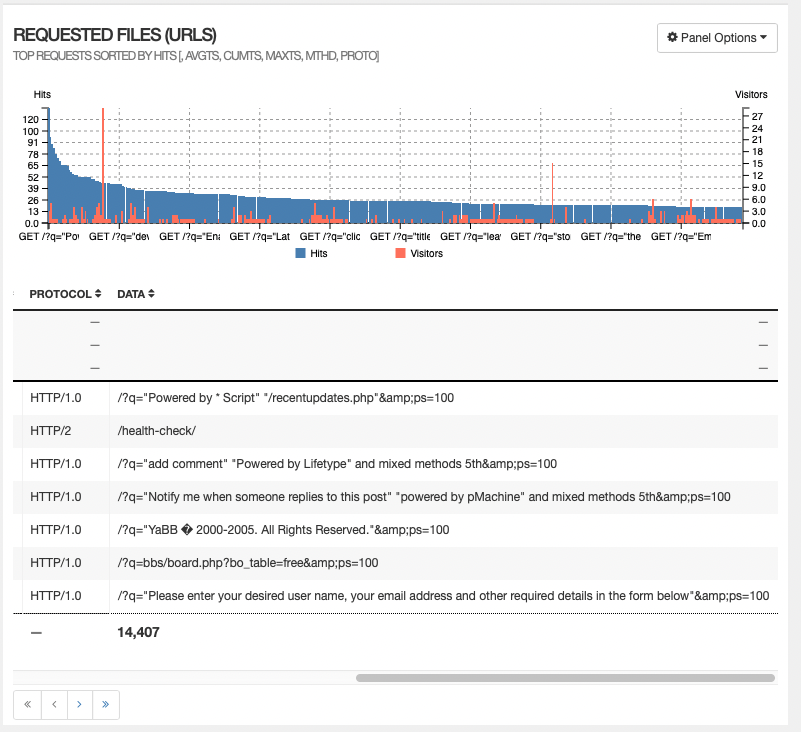 REQUESTED FILES (URLS)
TOP REQUESTS SORTED BY HITS [, AVGTS, CUMTS, MAXTS, MTHD, PROTO]
Panel Options
Hits
Visitors
120
100
91
78
65
52
39
26
13
0.0
27
24
21
18
15
12
9.0
6.0
3.0
0.0
GET /?q="Po GET /?q="de GET /?q="En GET /?q="Lat GET /?q="clic GET /?q="title GET /?q="lea GET /?q="sto GET /?q="the GET /?q="Em
Hits Visitors
PROTOCOL DATA
— —
— —
— —
HTTP/1.0 /?q="Powered by * Script" "/recentupdates.php"&amp;ps=100
HTTP/2 /health-check/
HTTP/1.0 /?q="add comment" "Powered by Lifetype" and mixed methods 5th&amp;ps=100
HTTP/1.0 /?q="Notify me when someone replies to this post" "powered by pMachine" and mixed methods 5th&amp;ps=100
HTTP/1.0 /?q="YaBB � 2000-2005. All Rights Reserved."&amp;ps=100
HTTP/1.0 /?q=bbs/board.php?bo_table=free&amp;ps=100
HTTP/1.0 /?q="Please enter your desired user name, your email address and other required details in the form below"&amp;ps=100
— 14,407
« ‹ › »